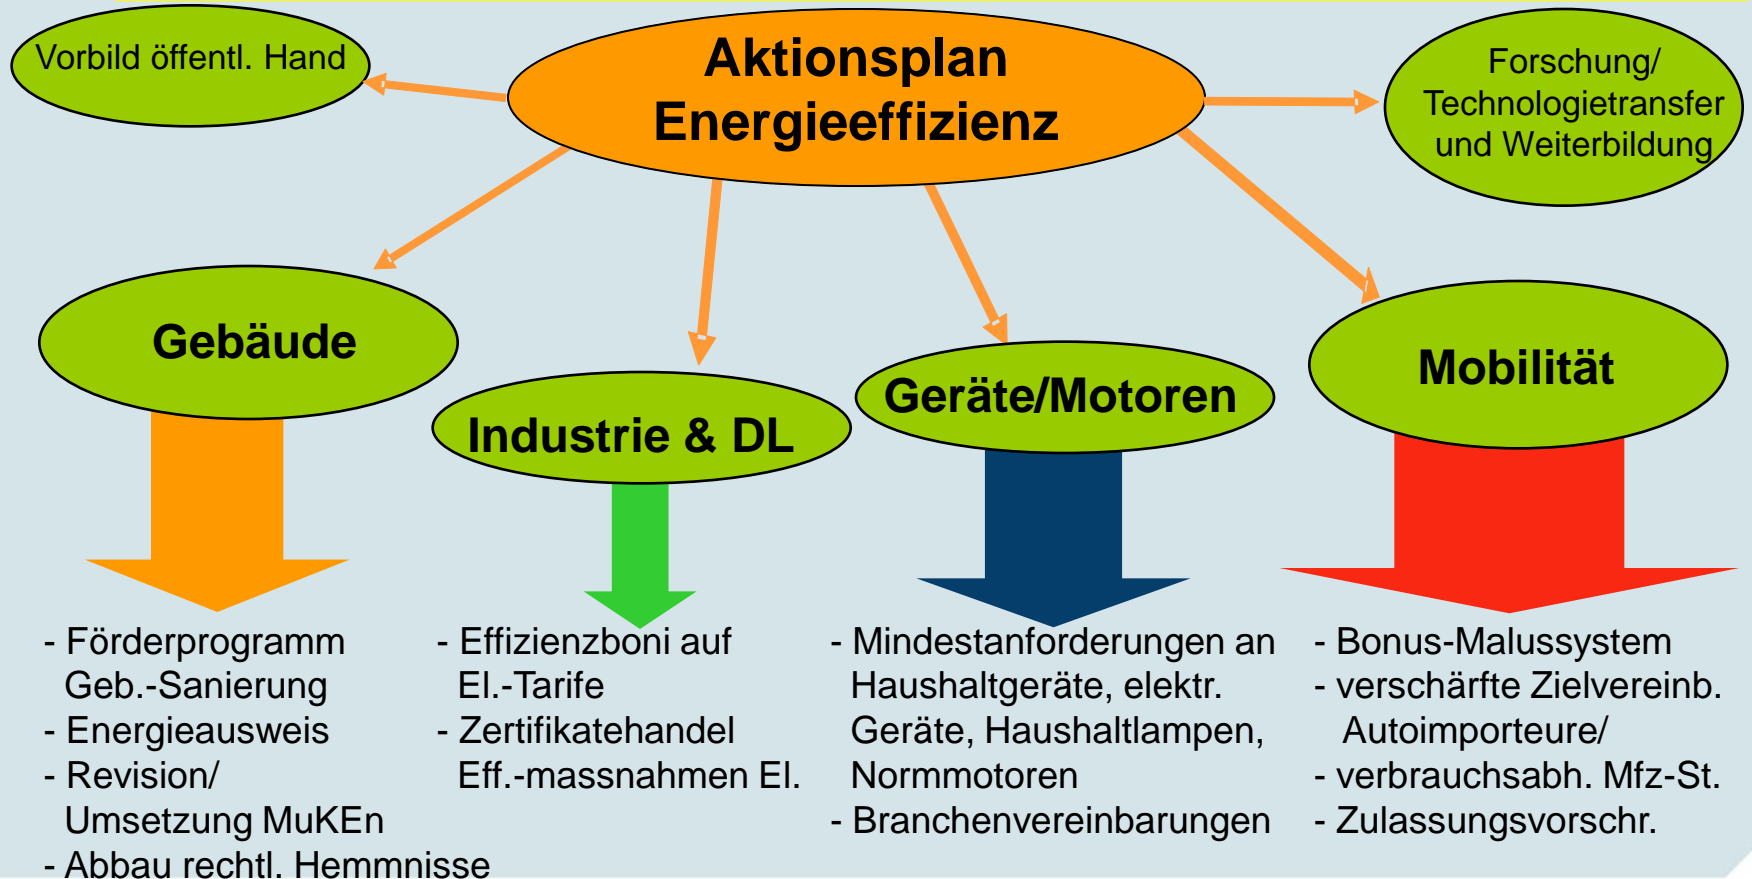 Vorbild öffentl. Hand
Aktionsplan
Energieeffizienz
Forschung/
Technologietransfer
und Weiterbildung
Gebäude
Industrie & DL
Geräte/Motoren
Mobilität
- Förderprogramm
Geb.-Sanierung
- Energieausweis
- Revision/
Umsetzung MuKEn
- Abbau rechtl. Hemmnisse
- Effizienzboni auf
El.-Tarife
- Zertifikatehandel
Eff.-massnahmen El.
- Mindestanforderungen an
Haushaltgeräte, elektr.
Geräte, Haushaltlampen,
Normmotoren
- Branchenvereinbarungen
- Bonus-Malussystem
- verschärfte Zielvereinb.
Autoimporteure/
- verbrauchsabh. Mfz-St.
- Zulassungsvorschr.